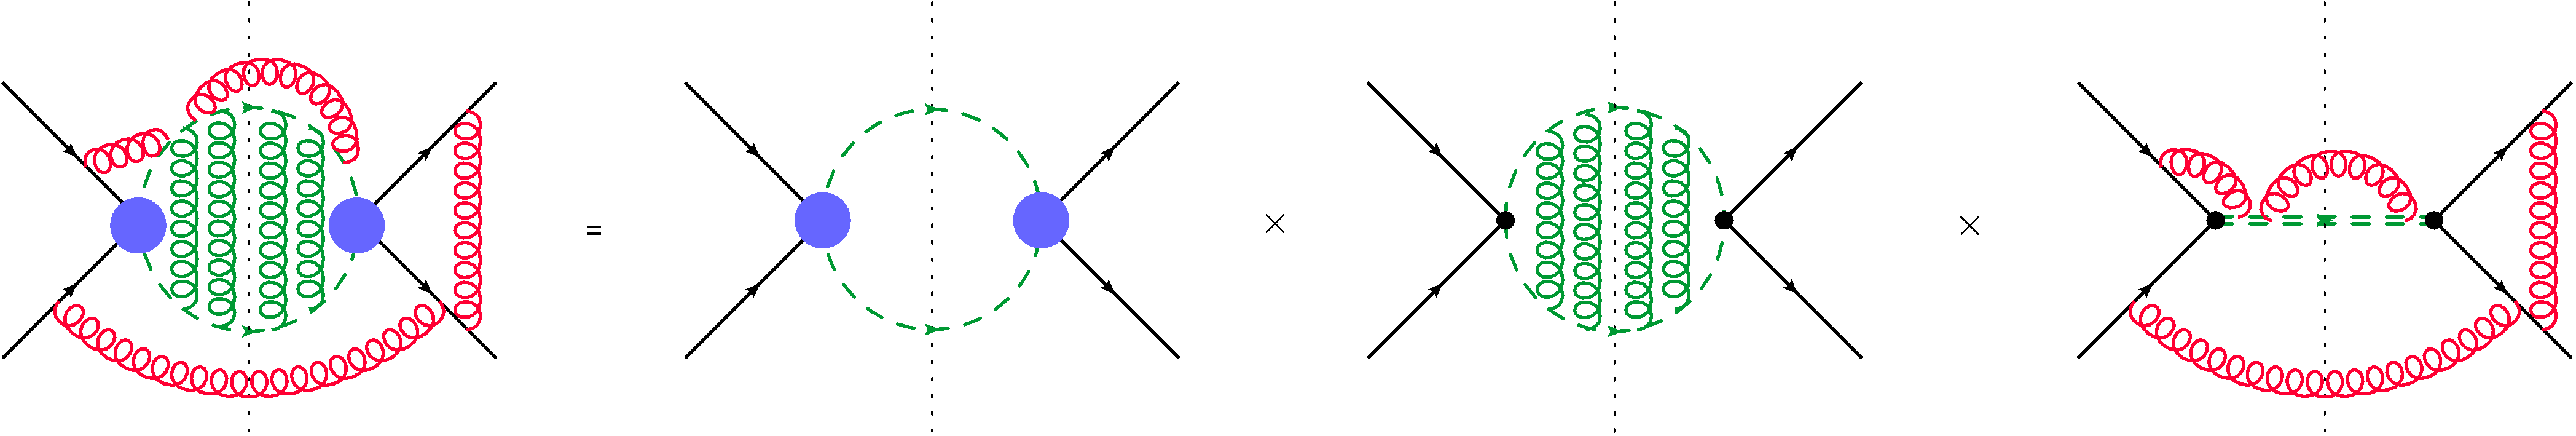 = × ×